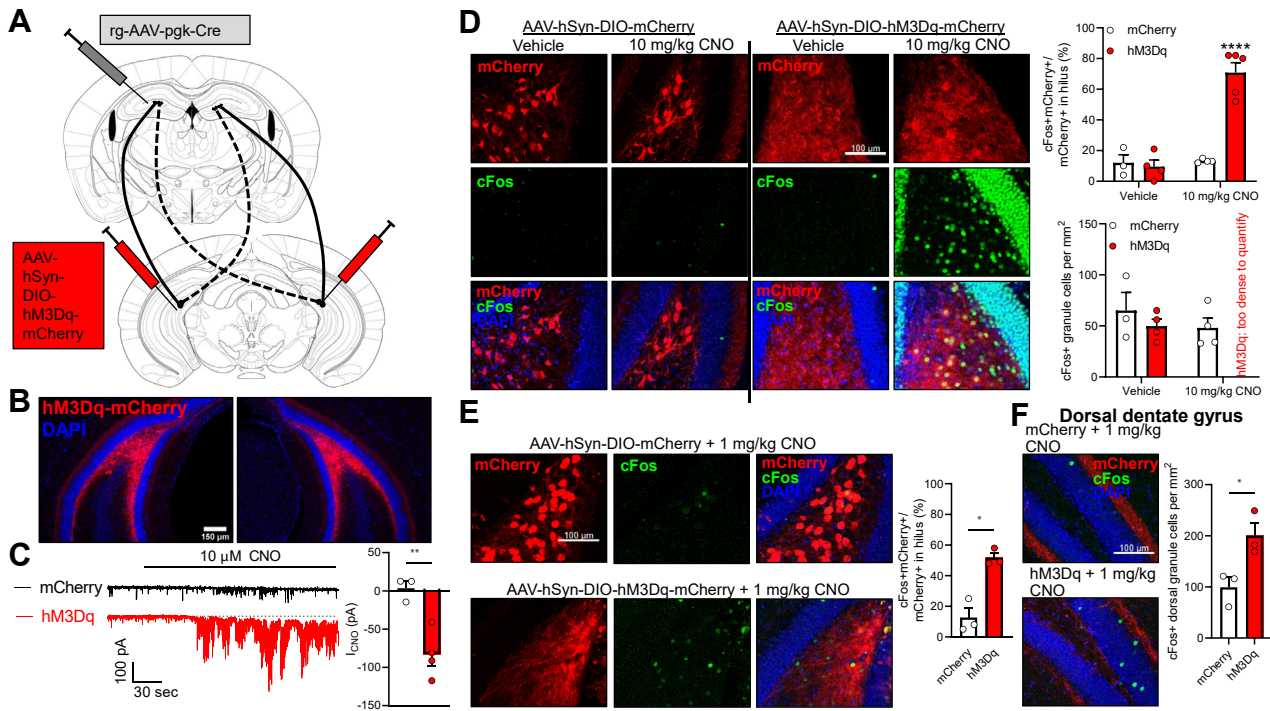 A
rg-AAV-pgk-Cre
AAV-
hSyn-
DIO-
hM3Dq-
mCherry
B
hM3Dq-mCherry
DAPI
150 µm
C
10 µM CNO
mCherry
hM3Dq
100 pA
30 sec
**
I_CNO (pA)
50
0
-50
-100
-150
D
AAV-hSyn-DIO-mCherry
AAV-hSyn-DIO-hM3Dq-mCherry
Vehicle
10 mg/kg CNO
Vehicle
10 mg/kg CNO
mCherry
mCherry
100 µm
cFos
cFos
mCherry
cFos
DAPI
mCherry
cFos
DAPI
mCherry
hM3Dq
****
cFos+mCherry+/
mCherry+ in hilus (%)
100
80
60
40
20
0
Vehicle
10 mg/kg CNO
mCherry
hM3Dq
cFos+ granule cells per mm²
150
100
50
0
hM3Dq: too dense to quantify
Vehicle
10 mg/kg CNO
E
AAV-hSyn-DIO-mCherry + 1 mg/kg CNO
mCherry
100 µm
cFos
mCherry
cFos
DAPI
AAV-hSyn-DIO-hM3Dq-mCherry + 1 mg/kg CNO
cFos+mCherry+/
mCherry+ in hilus (%)
100
80
60
40
20
0
*
mCherry
hM3Dq
F
Dorsal dentate gyrus
mCherry + 1 mg/kg
CNO
mCherry
cFos
DAPI
100 µm
hM3Dq + 1 mg/kg
CNO
cFos+ dorsal granule cells per mm²
300
200
100
0
*
mCherry
hM3Dq